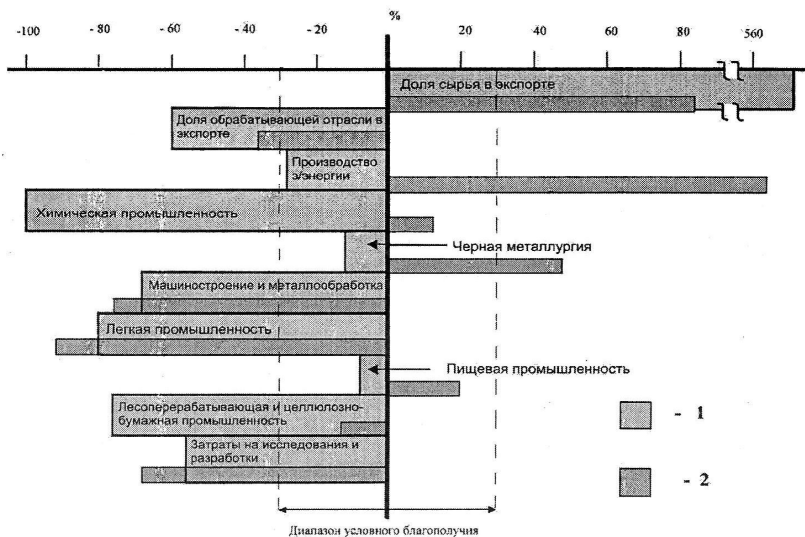 %
-100
- 80
- 60
- 40
- 20
0
20
40
60
80
560
Доля сырья в экспорте
Доля обрабатывающей отрасли в
экспорте
Производство
э/энергии
Химическая промышленность
Черная металлургия
Машиностроение и металлообработка
Легкая промышленность
Пищевая промышленность
Лесоперерабатывающая и целлюлозно-
бумажная промышленность
Затраты на исследования и
разработки
- 1
- 2
Диапазон условного благополучия